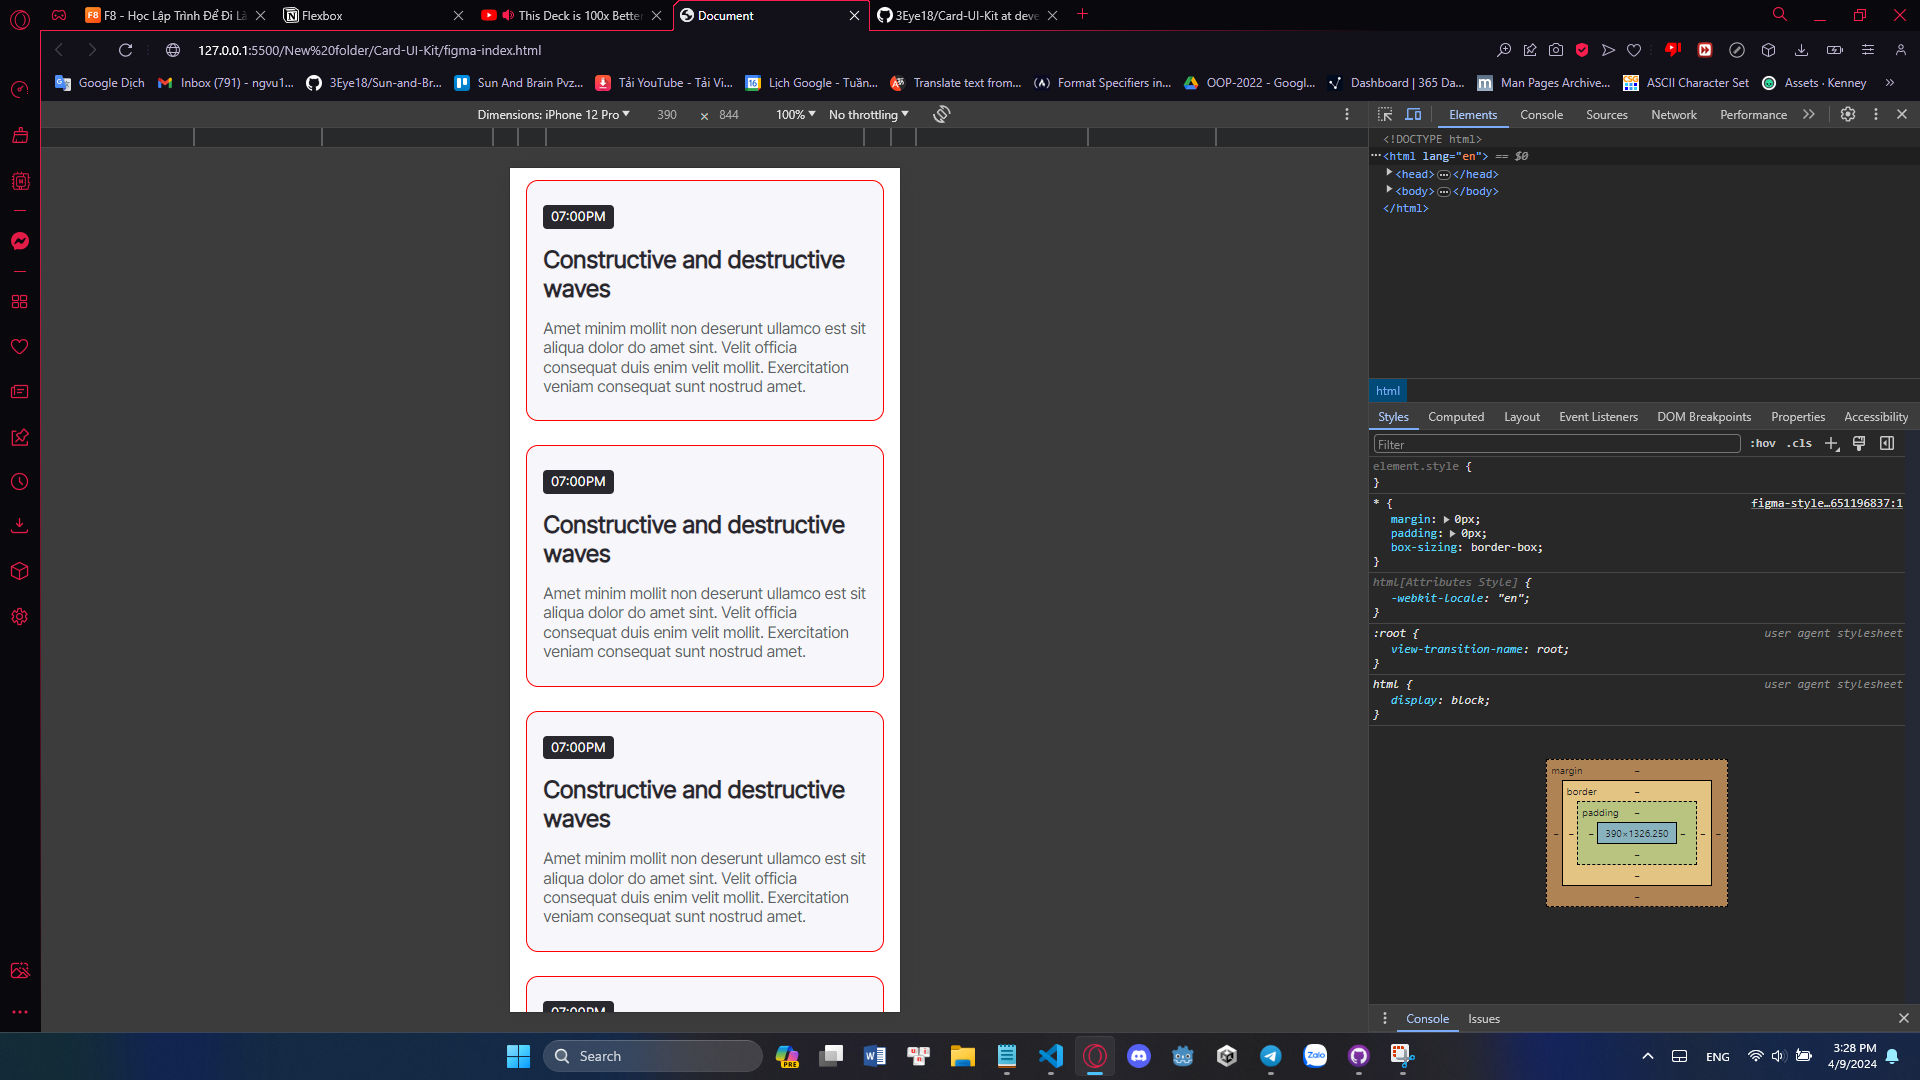 F8 - Học Lập Trình Để Đi Là
Flexbox
This Deck is 100x Better
Document
3Eye18/Card-UI-Kit at deve
127.0.0.1:5500/New%20folder/Card-UI-Kit/figma-index.html
Google Dịch
Inbox (791) - ngvu1...
3Eye18/Sun-and-Br...
Sun And Brain Pvz...
Tải YouTube - Tải Vi...
Lịch Google - Tuần...
Translate text from...
Format Specifiers in...
OOP-2022 - Googl...
Dashboard | 365 Da...
Man Pages Archive...
ASCII Character Set
Assets · Kenney
Dimensions: iPhone 12 Pro
390 × 844
100%
No throttling
07:00PM
Constructive and destructive
waves
Amet minim mollit non deserunt ullamco est sit
aliqua dolor do amet sint. Velit officia
consequat duis enim velit mollit. Exercitation
veniam consequat sunt nostrud amet.
07:00PM
Constructive and destructive
waves
Amet minim mollit non deserunt ullamco est sit
aliqua dolor do amet sint. Velit officia
consequat duis enim velit mollit. Exercitation
veniam consequat sunt nostrud amet.
07:00PM
Constructive and destructive
waves
Amet minim mollit non deserunt ullamco est sit
aliqua dolor do amet sint. Velit officia
consequat duis enim velit mollit. Exercitation
veniam consequat sunt nostrud amet.
07:00PM
Elements Console Sources Network Performance
<!DOCTYPE html>
<html lang="en"> == $0
<head>…</head>
<body>…</body>
</html>
html
Styles Computed Layout Event Listeners DOM Breakpoints Properties Accessibility
Filter
:hov .cls
element.style {
}
* { figma-style…651196837:1
margin: 0px;
padding: 0px;
box-sizing: border-box;
}
html[Attributes Style] {
-webkit-locale: "en";
}
:root { user agent stylesheet
view-transition-name: root;
}
html { user agent stylesheet
display: block;
}
margin –
border –
padding –
– – – 390×1326.250 – – –
–
–
–
Console Issues
Search
PRE
Zalo
ENG
3:28 PM
4/9/2024